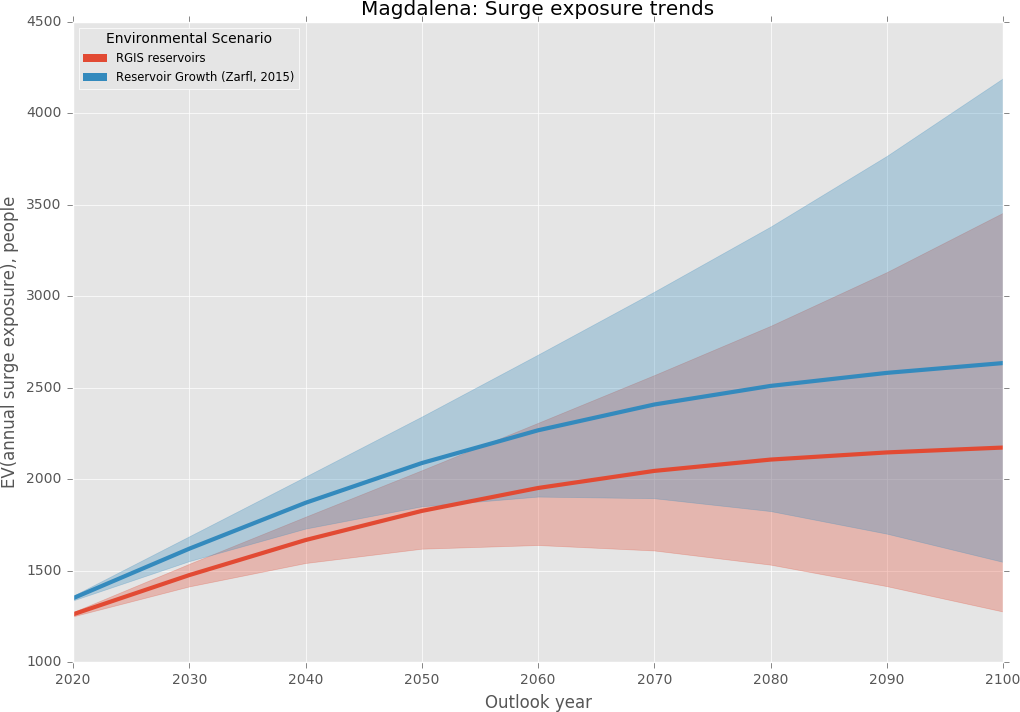 Magdalena: Surge exposure trends
Environmental Scenario
RGIS reservoirs
Reservoir Growth (Zarfl, 2015)
EV(annual surge exposure), people
4500
4000
3500
3000
2500
2000
1500
1000
2020 2030 2040 2050 2060 2070 2080 2090 2100
Outlook year